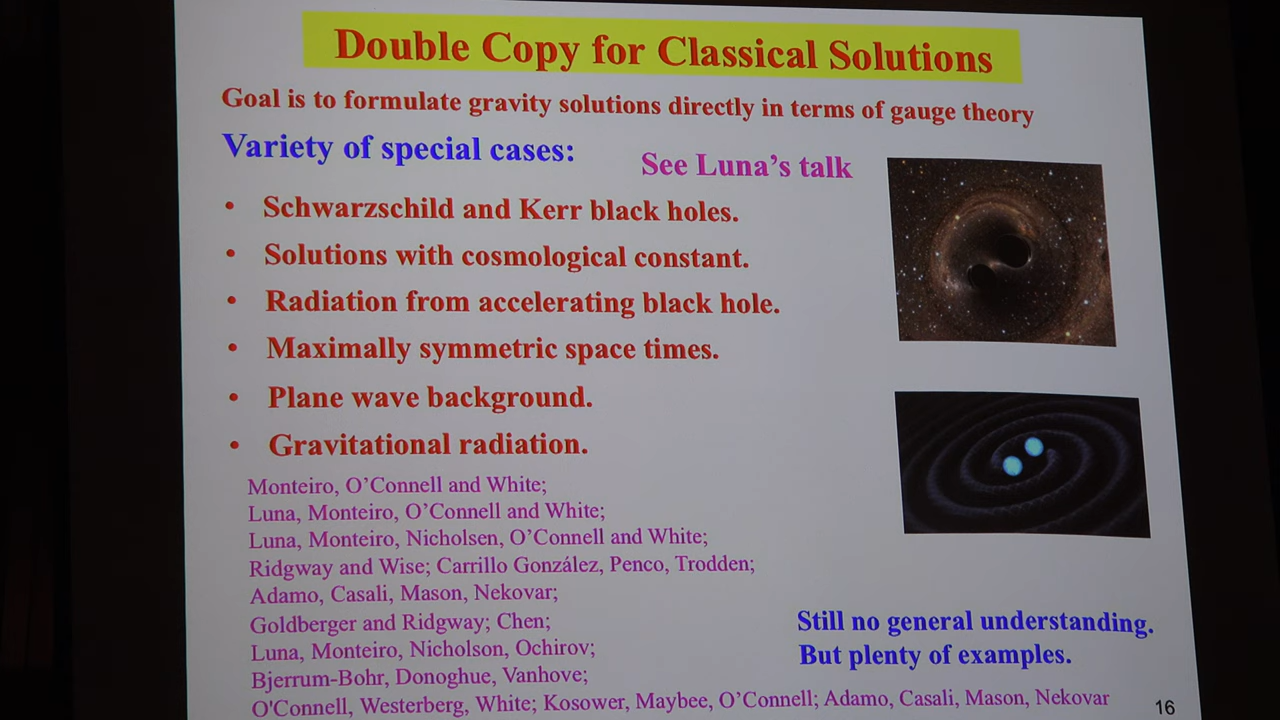 Double Copy for Classical Solutions
Goal is to formulate gravity solutions directly in terms of gauge theory
Variety of special cases:
See Luna's talk
• Schwarzschild and Kerr black holes.
• Solutions with cosmological constant.
• Radiation from accelerating black hole.
• Maximally symmetric space times.
• Plane wave background.
• Gravitational radiation.
Monteiro, O'Connell and White;
Luna, Monteiro, O'Connell and White;
Luna, Monteiro, Nicholsen, O'Connell and White;
Ridgway and Wise; Carrillo González, Penco, Trodden;
Adamo, Casali, Mason, Nekovar;
Goldberger and Ridgway; Chen;
Luna, Monteiro, Nicholson, Ochirov;
Bjerrum-Bohr, Donoghue, Vanhove;
O'Connell, Westerberg, White; Kosower, Maybee, O'Connell; Adamo, Casali, Mason, Nekovar
Still no general understanding.
But plenty of examples.
16